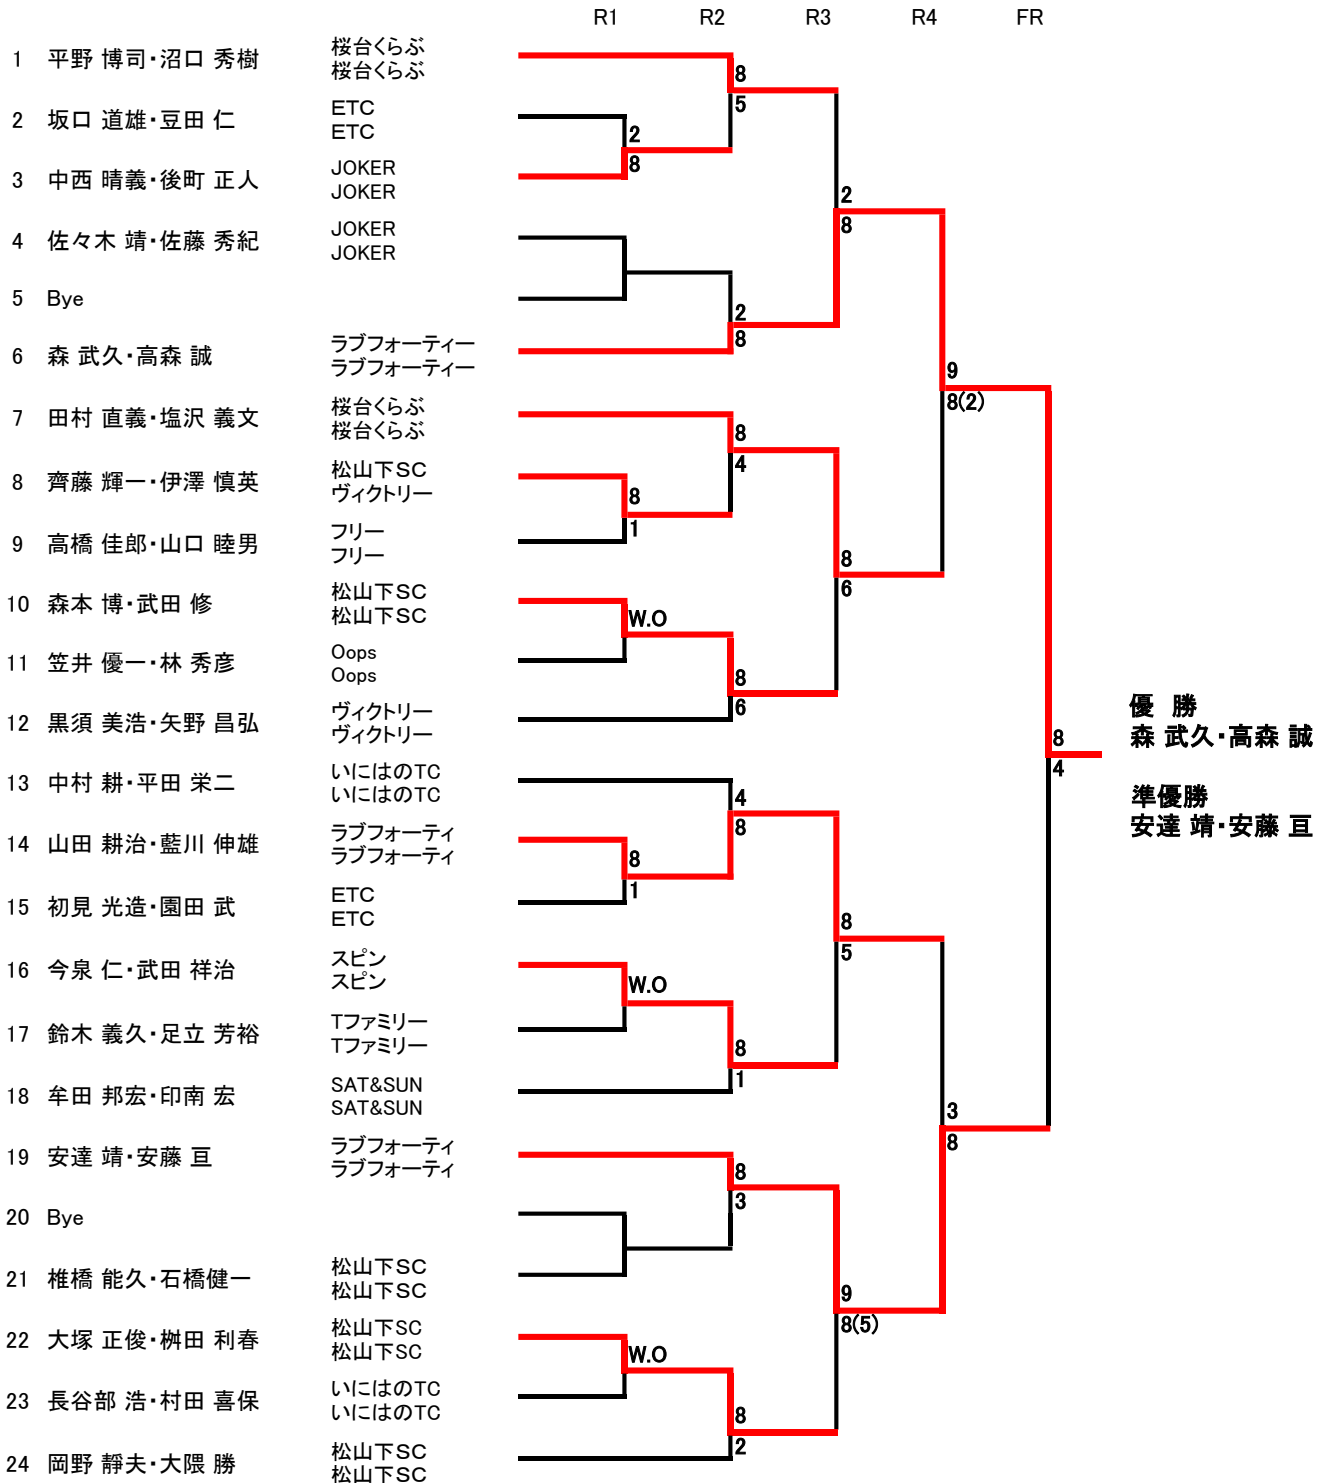 R1 R2 R3 R4 FR
1 平野 博司・沼口 秀樹 桜台くらぶ
桜台くらぶ
8
5
2 坂口 道雄・豆田 仁 ETC
ETC
2
8
3 中西 晴義・後町 正人 JOKER
JOKER
2
8
4 佐々木 靖・佐藤 秀紀 JOKER
JOKER
5 Bye
2
8
6 森 武久・高森 誠 ラブフォーティー
ラブフォーティー
9
8(2)
7 田村 直義・塩沢 義文 桜台くらぶ
桜台くらぶ
8
4
8 齊藤 輝一・伊澤 慎英 松山下SC
ヴィクトリー
8
1
9 高橋 佳郎・山口 睦男 フリー
フリー
8
6
10 森本 博・武田 修 松山下SC
松山下SC
W.O
11 笠井 優一・林 秀彦 Oops
Oops
8
6
12 黒須 美浩・矢野 昌弘 ヴィクトリー
ヴィクトリー
優 勝
森 武久・高森 誠
8
4
準優勝
安達 靖・安藤 亘
13 中村 耕・平田 栄二 いにはのTC
いにはのTC
4
8
14 山田 耕治・藍川 伸雄 ラブフォーティ
ラブフォーティ
8
1
15 初見 光造・園田 武 ETC
ETC
8
5
16 今泉 仁・武田 祥治 スピン
スピン
W.O
17 鈴木 義久・足立 芳裕 Tファミリー
Tファミリー
8
1
18 牟田 邦宏・印南 宏 SAT&SUN
SAT&SUN
3
8
19 安達 靖・安藤 亘 ラブフォーティ
ラブフォーティ
8
3
20 Bye
21 椎橋 能久・石橋健一 松山下SC
松山下SC
9
8(5)
22 大塚 正俊・桝田 利春 松山下SC
松山下SC
W.O
23 長谷部 浩・村田 喜保 いにはのTC
いにはのTC
8
2
24 岡野 靜夫・大隈 勝 松山下SC
松山下SC